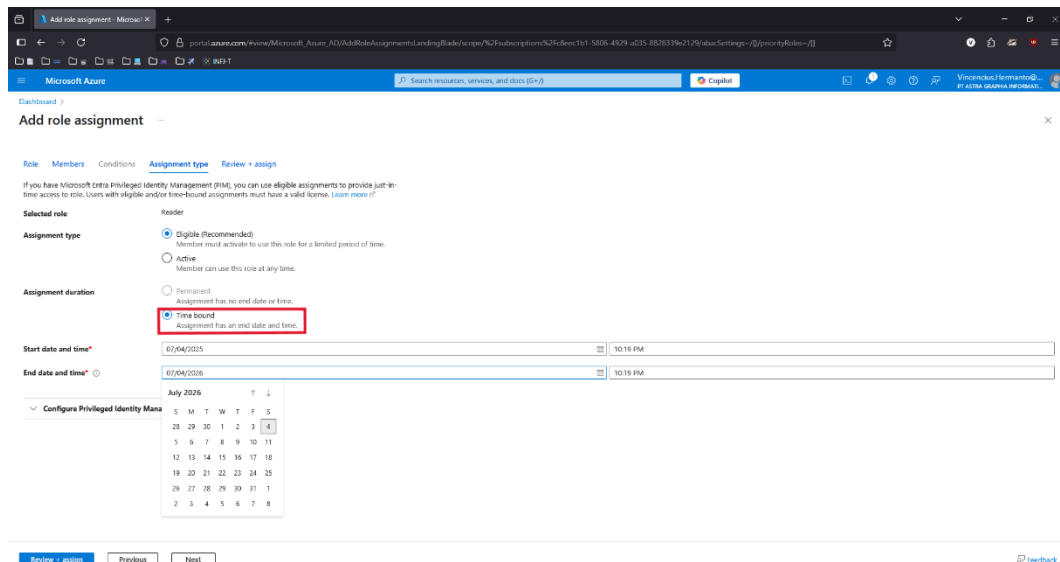 Add role assignment - Microsof
portal.azure.com/#view/Microsoft_Azure_AD/AddRoleAssignmentsLandingBlade/scope/%2Fsubscriptions%2Fc8eec1b1-5806-4929-a035-8828339e2129/abacSettings~/[]/priorityRoles~/[]
INFJ-T
Microsoft Azure
Search resources, services, and docs (G+/)
Copilot
Vincencius.Hermanto@...
PT ASTRA GRAPHIA INFORMATI...
Dashboard >
Add role assignment ...
Role Members Conditions Assignment type Review + assign
If you have Microsoft Entra Privileged Identity Management (PIM), you can use eligible assignments to provide just-in-
time access to role. Users with eligible and/or time-bound assignments must have a valid license. Learn more
Selected role Reader
Assignment type Eligible (Recommended)
Member must activate to use this role for a limited period of time.
Active
Member can use this role at any time.
Assignment duration Permanent
Assignment has no end date or time.
Time bound
Assignment has an end date and time.
Start date and time* 07/04/2025 10:19 PM
End date and time* 07/04/2026 10:19 PM
July 2026
Configure Privileged Identity Mana
S M T W T F S
28 29 30 1 2 3 4
5 6 7 8 9 10 11
12 13 14 15 16 17 18
19 20 21 22 23 24 25
26 27 28 29 30 31 1
2 3 4 5 6 7 8
Review + assign Previous Next Feedback